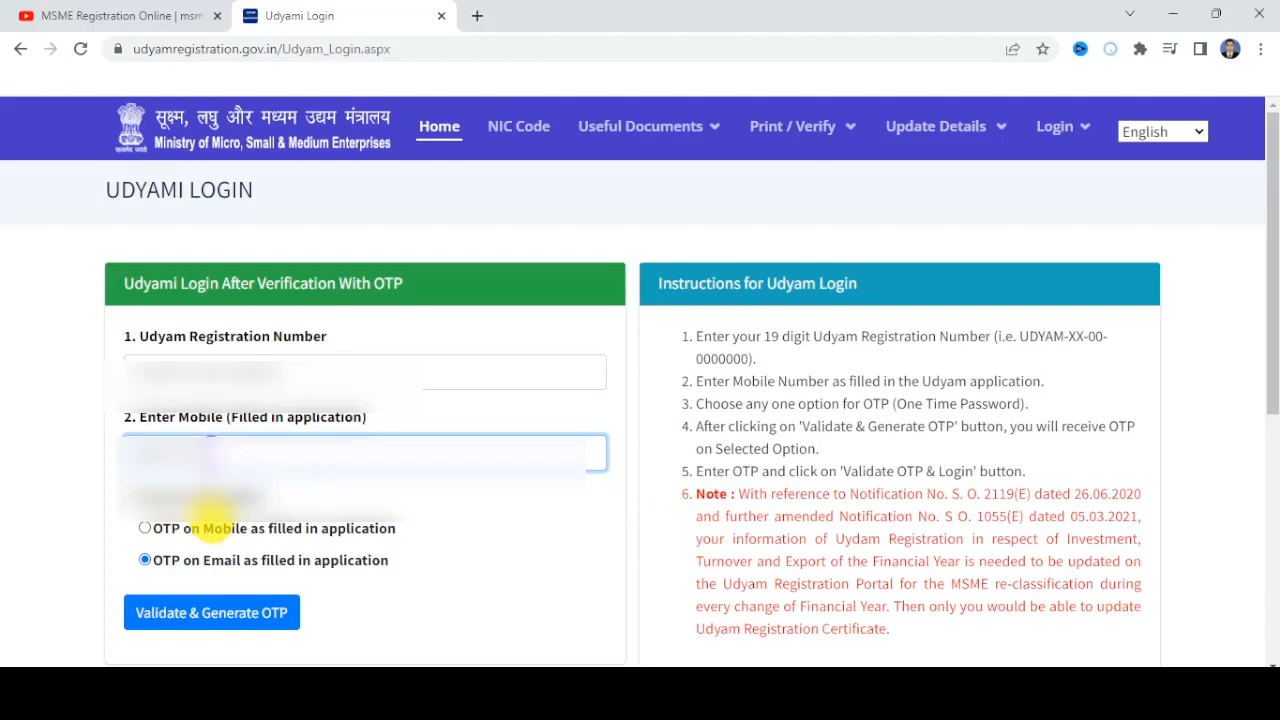 MSME Registration Online | msm
Udyami Login
udyamregistration.gov.in/Udyam_Login.aspx
सूक्ष्म, लघु और मध्यम उद्यम मंत्रालय
Ministry of Micro, Small & Medium Enterprises
Home
NIC Code
Useful Documents
Print / Verify
Update Details
Login
English
UDYAMI LOGIN
Udyami Login After Verification With OTP
1. Udyam Registration Number
2. Enter Mobile (Filled in application)
OTP on Mobile as filled in application
OTP on Email as filled in application
Validate & Generate OTP
Instructions for Udyam Login
1. Enter your 19 digit Udyam Registration Number (i.e. UDYAM-XX-00-
0000000).
2. Enter Mobile Number as filled in the Udyam application.
3. Choose any one option for OTP (One Time Password).
4. After clicking on 'Validate & Generate OTP' button, you will receive OTP
on Selected Option.
5. Enter OTP and click on 'Validate OTP & Login' button.
6. Note : With reference to Notification No. S. O. 2119(E) dated 26.06.2020
and further amended Notification No. S O. 1055(E) dated 05.03.2021,
your information of Uydam Registration in respect of Investment,
Turnover and Export of the Financial Year is needed to be updated on
the Udyam Registration Portal for the MSME re-classification during
every change of Financial Year. Then only you would be able to update
Udyam Registration Certificate.